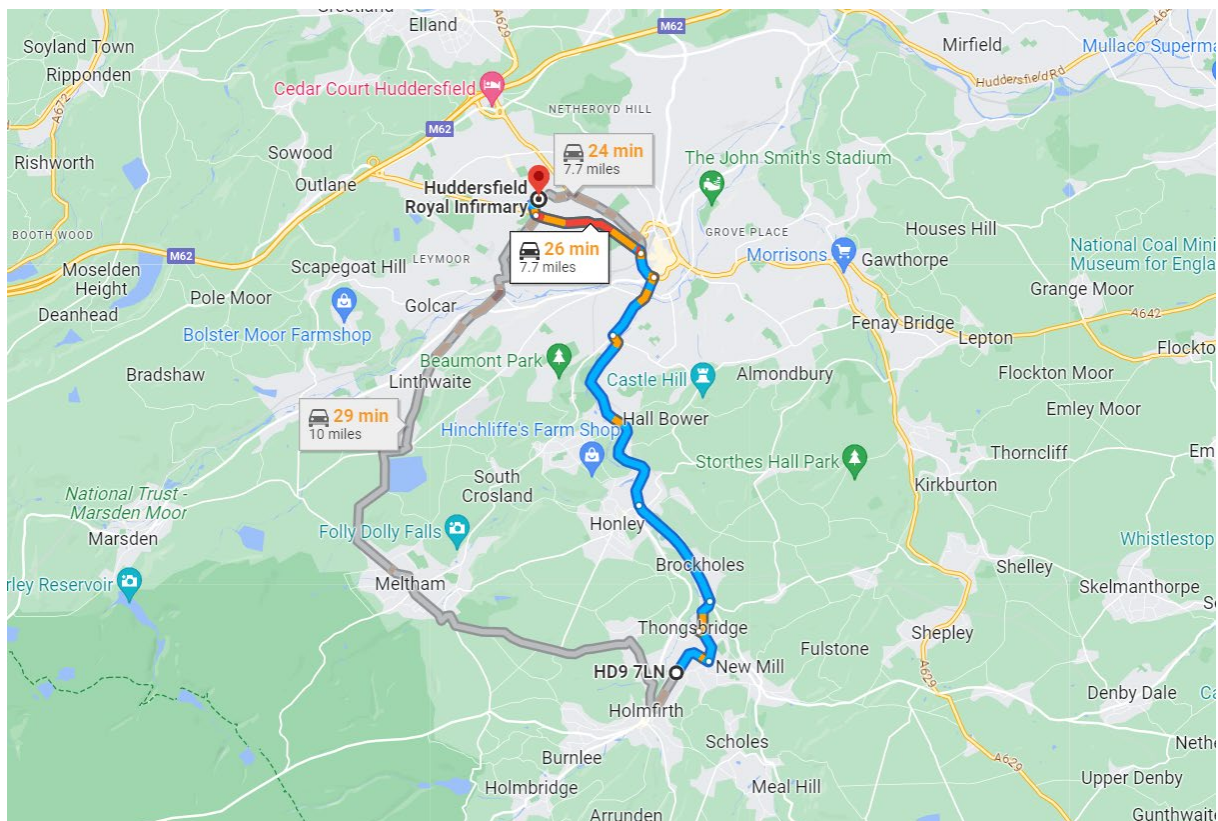 Greetland
Elland
A629
M62
Mirfield
Mullaco Superma
Soyland Town
Ripponden
Huddersfield Rd
Cedar Court Huddersfield
NETHEROYD HILL
A672
M62
Rishworth
Sowood
Outlane
24 min
7.7 miles
The John Smith's Stadium
Huddersfield
Royal Infirmary
BOOTH WOOD
GROVE PLACE
Houses Hill
26 min
7.7 miles
M62
LEYMOOR
Morrisons
Gawthorpe
National Coal Mini
Museum for Engla
Moselden
Height
Scapegoat Hill
Pole Moor
Golcar
Grange Moor
Deanhead
Bolster Moor Farmshop
Fenay Bridge
A642
Lepton
Flockto
Beaumont Park
Bradshaw
Linthwaite
Castle Hill
Almondbury
Flockton Moor
29 min
10 miles
Hall Bower
Emley Moor
Hinchliffe's Farm Shop
Storthes Hall Park
Thorncliff
Em
South
Crosland
Kirkburton
National Trust -
Marsden Moor
Marsden
Folly Dolly Falls
Honley
Whistlestop
Brockholes
Shelley
rley Reservoir
Meltham
Skelmanthorpe
Sc
Thongsbridge
Shepley
Fulstone
HD9 7LN
New Mill
A629
Denby Dale
Ca
Holmfirth
Scholes
Nethe
Burnlee
Holmbridge
Meal Hill
Upper Denby
A629
Arrunden
Gunthwaite